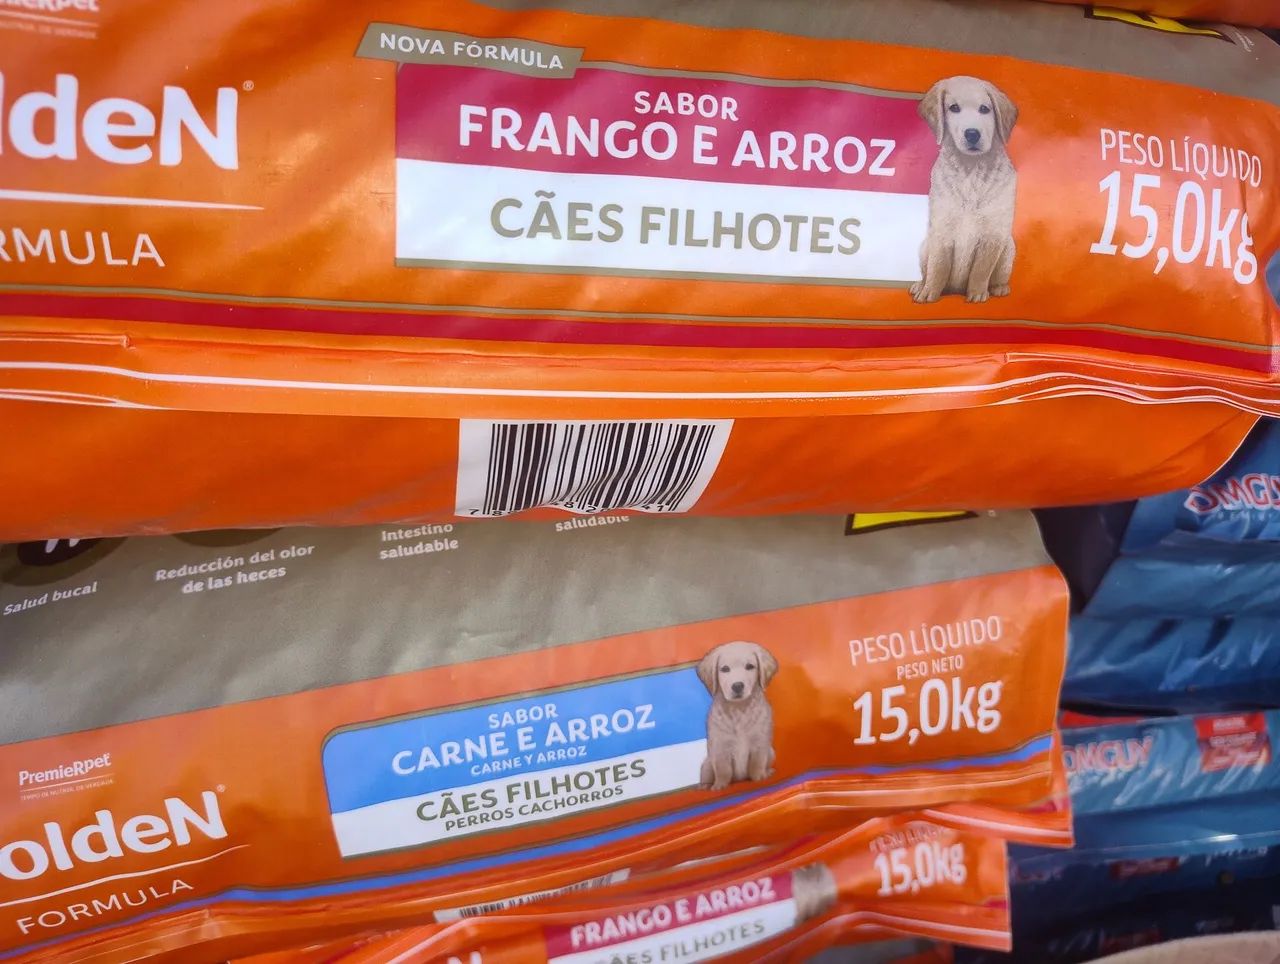 NOVA FÓRMULA
SABOR
FRANGO E ARROZ
CÃES FILHOTES
ldeN®
RMULA
PESO LÍQUIDO
15,0kg
Salud bucal
Reducción del olor
de las heces
Intestino
saludable
saludable
PremieRpet®
oldeN®
FORMULA
SABOR
CARNE E ARROZ
CARNE Y ARROZ
CÃES FILHOTES
PERROS CACHORROS
PESO LÍQUIDO
PESO NETO
15,0kg
FRANGO E ARROZ
CÃES FILHOTES
15,0kg
OMGUY